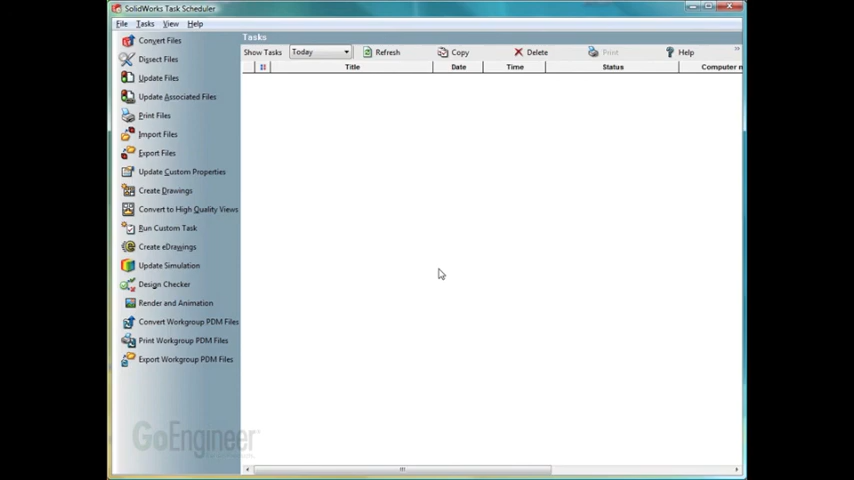 SolidWorks Task Scheduler
File Tasks View Help
Tasks
Show Tasks Today Refresh Copy Delete Print Help
Title Date Time Status Computer n
Convert Files
Dissect Files
Update Files
Update Associated Files
Print Files
Import Files
Export Files
Update Custom Properties
Create Drawings
Convert to High Quality Views
Run Custom Task
Create eDrawings
Update Simulation
Design Checker
Render and Animation
Convert Workgroup PDM Files
Print Workgroup PDM Files
Export Workgroup PDM Files
GoEngineer